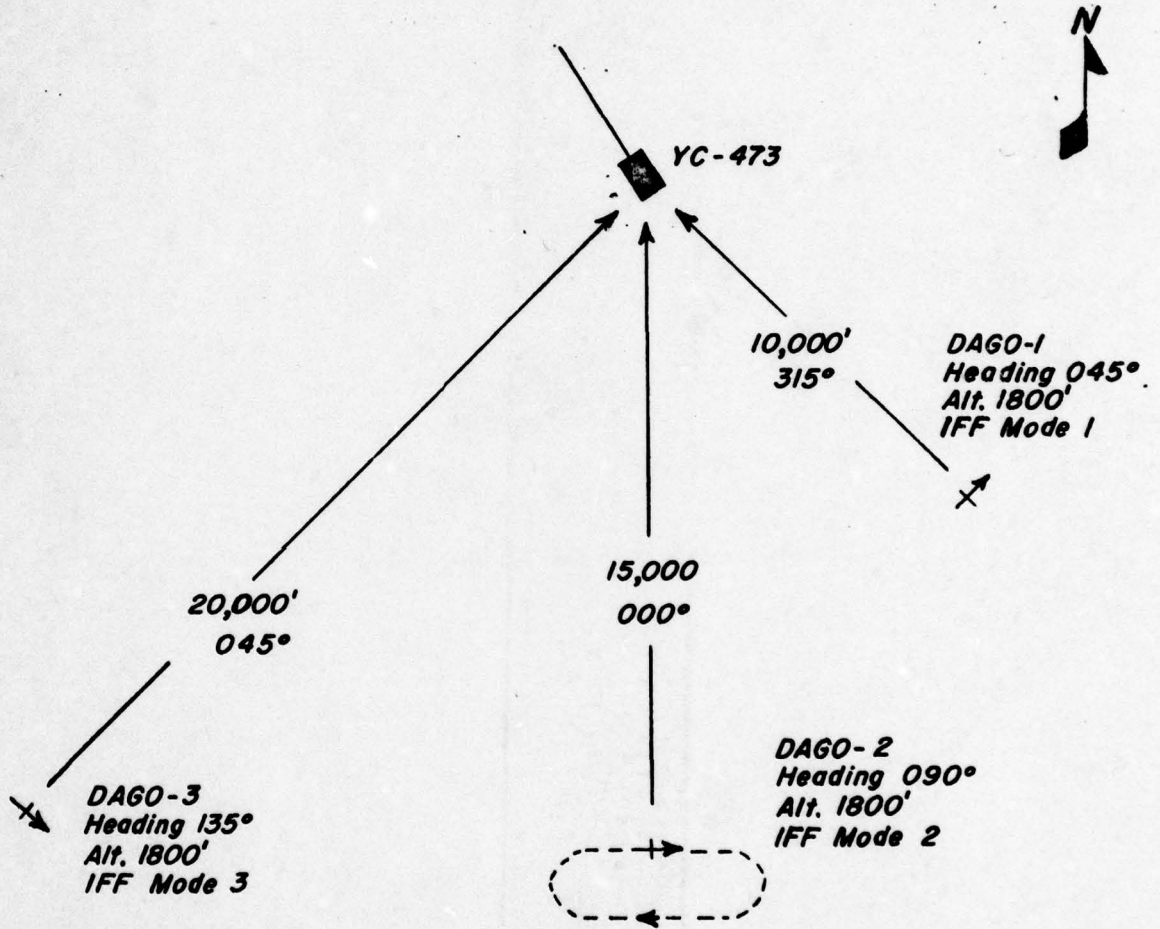 N
YC-473
10,000'
315°
DAGO-1
Heading 045°
Alt. 1800'
IFF Mode 1
15,000
000°
20,000'
045°
DAGO-2
Heading 090°
Alt. 1800'
IFF Mode 2
DAGO-3
Heading 135°
Alt. 1800'
IFF Mode 3